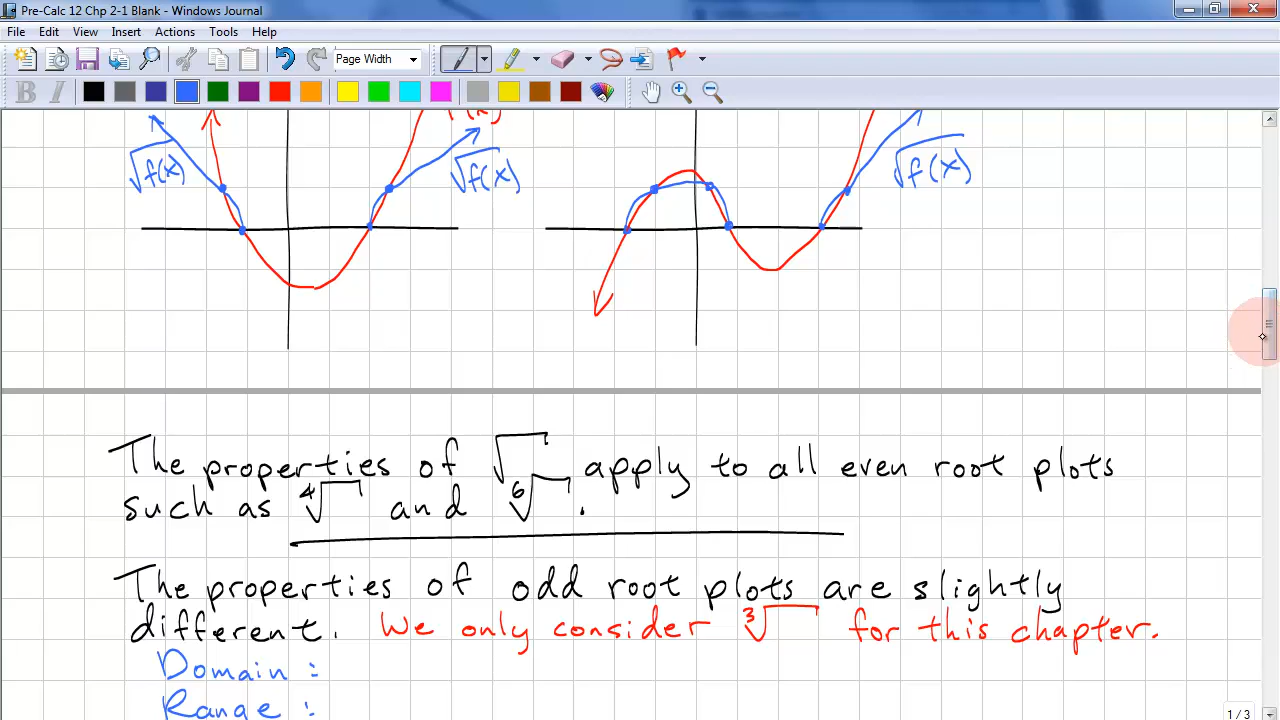 Pre-Calc 12 Chp 2-1 Blank - Windows Journal
File Edit View Insert Actions Tools Help
Page Width
B I
√f(x) √f(x) √f(x)
The properties of √ apply to all even root plots
such as ⁴√ and ⁶√ .
The properties of odd root plots are slightly
different. We only consider ³√ for this chapter.
Domain :
Range :
1 / 3